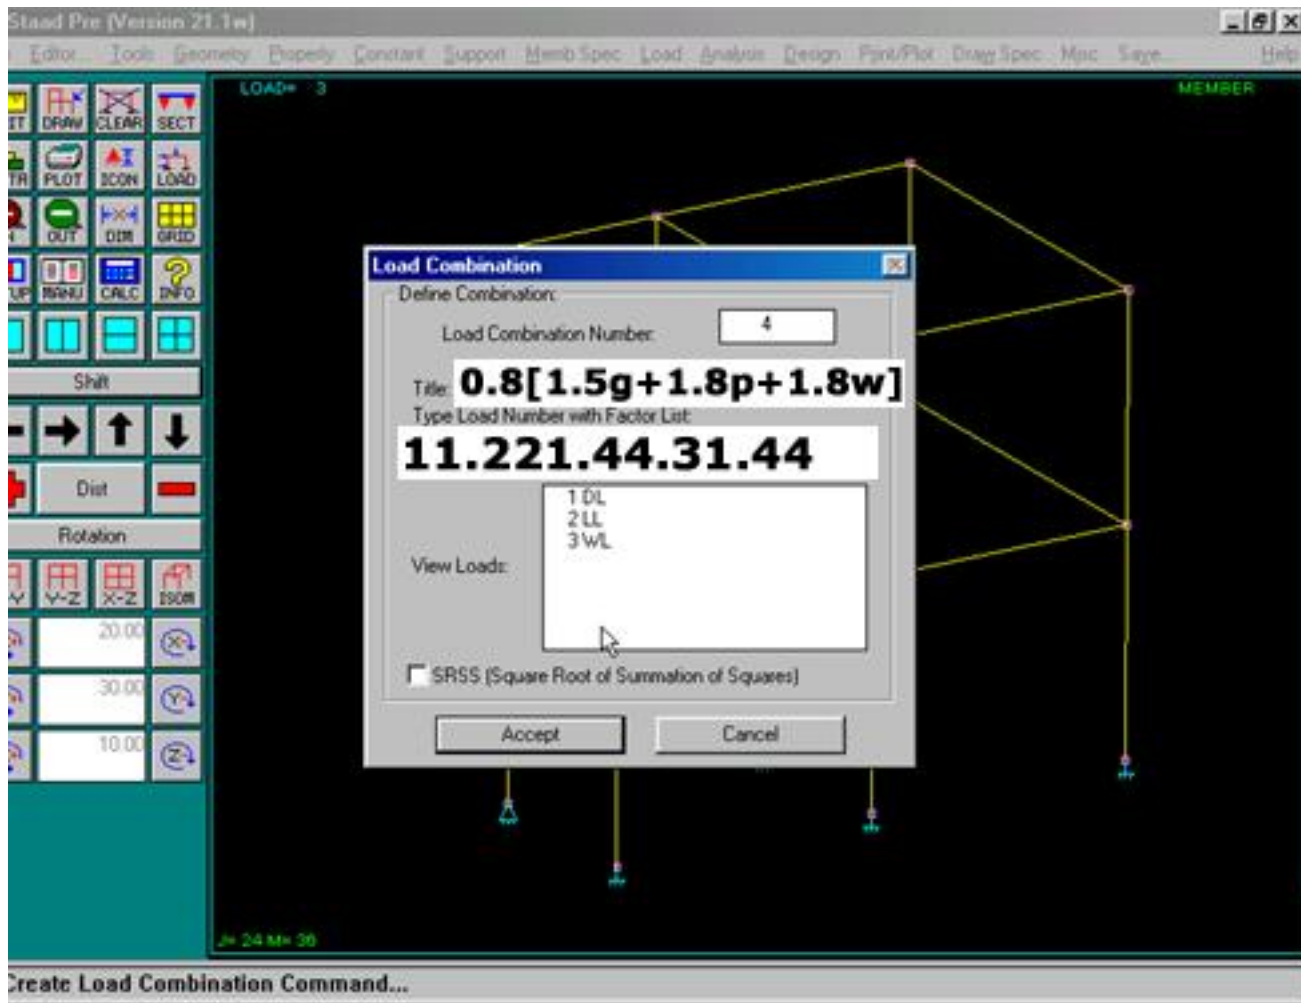 Staad Pre (Version 21.1w)
Editor... Tools Geometry Property Constant Support Memb Spec Load Analysis Design Print/Plot Draw Spec Misc Save... Help
LOAD= 3
MEMBER
DRAW CLEAR SECT
PLOT ICON LOAD
OUT DIM GRID
MANU CALC INFO
Shift
Dist
Rotation
Y-Z X-Z ISOM
20.00 X
30.00 Y
10.00 Z
Load Combination
Define Combination:
Load Combination Number: 4
Title: 0.8[1.5g+1.8p+1.8w]
Type Load Number with Factor List:
11.221.44.31.44
View Loads:
1 DL
2 LL
3 WL
SRSS (Square Root of Summation of Squares)
Accept Cancel
J= 24 M= 36
Create Load Combination Command...